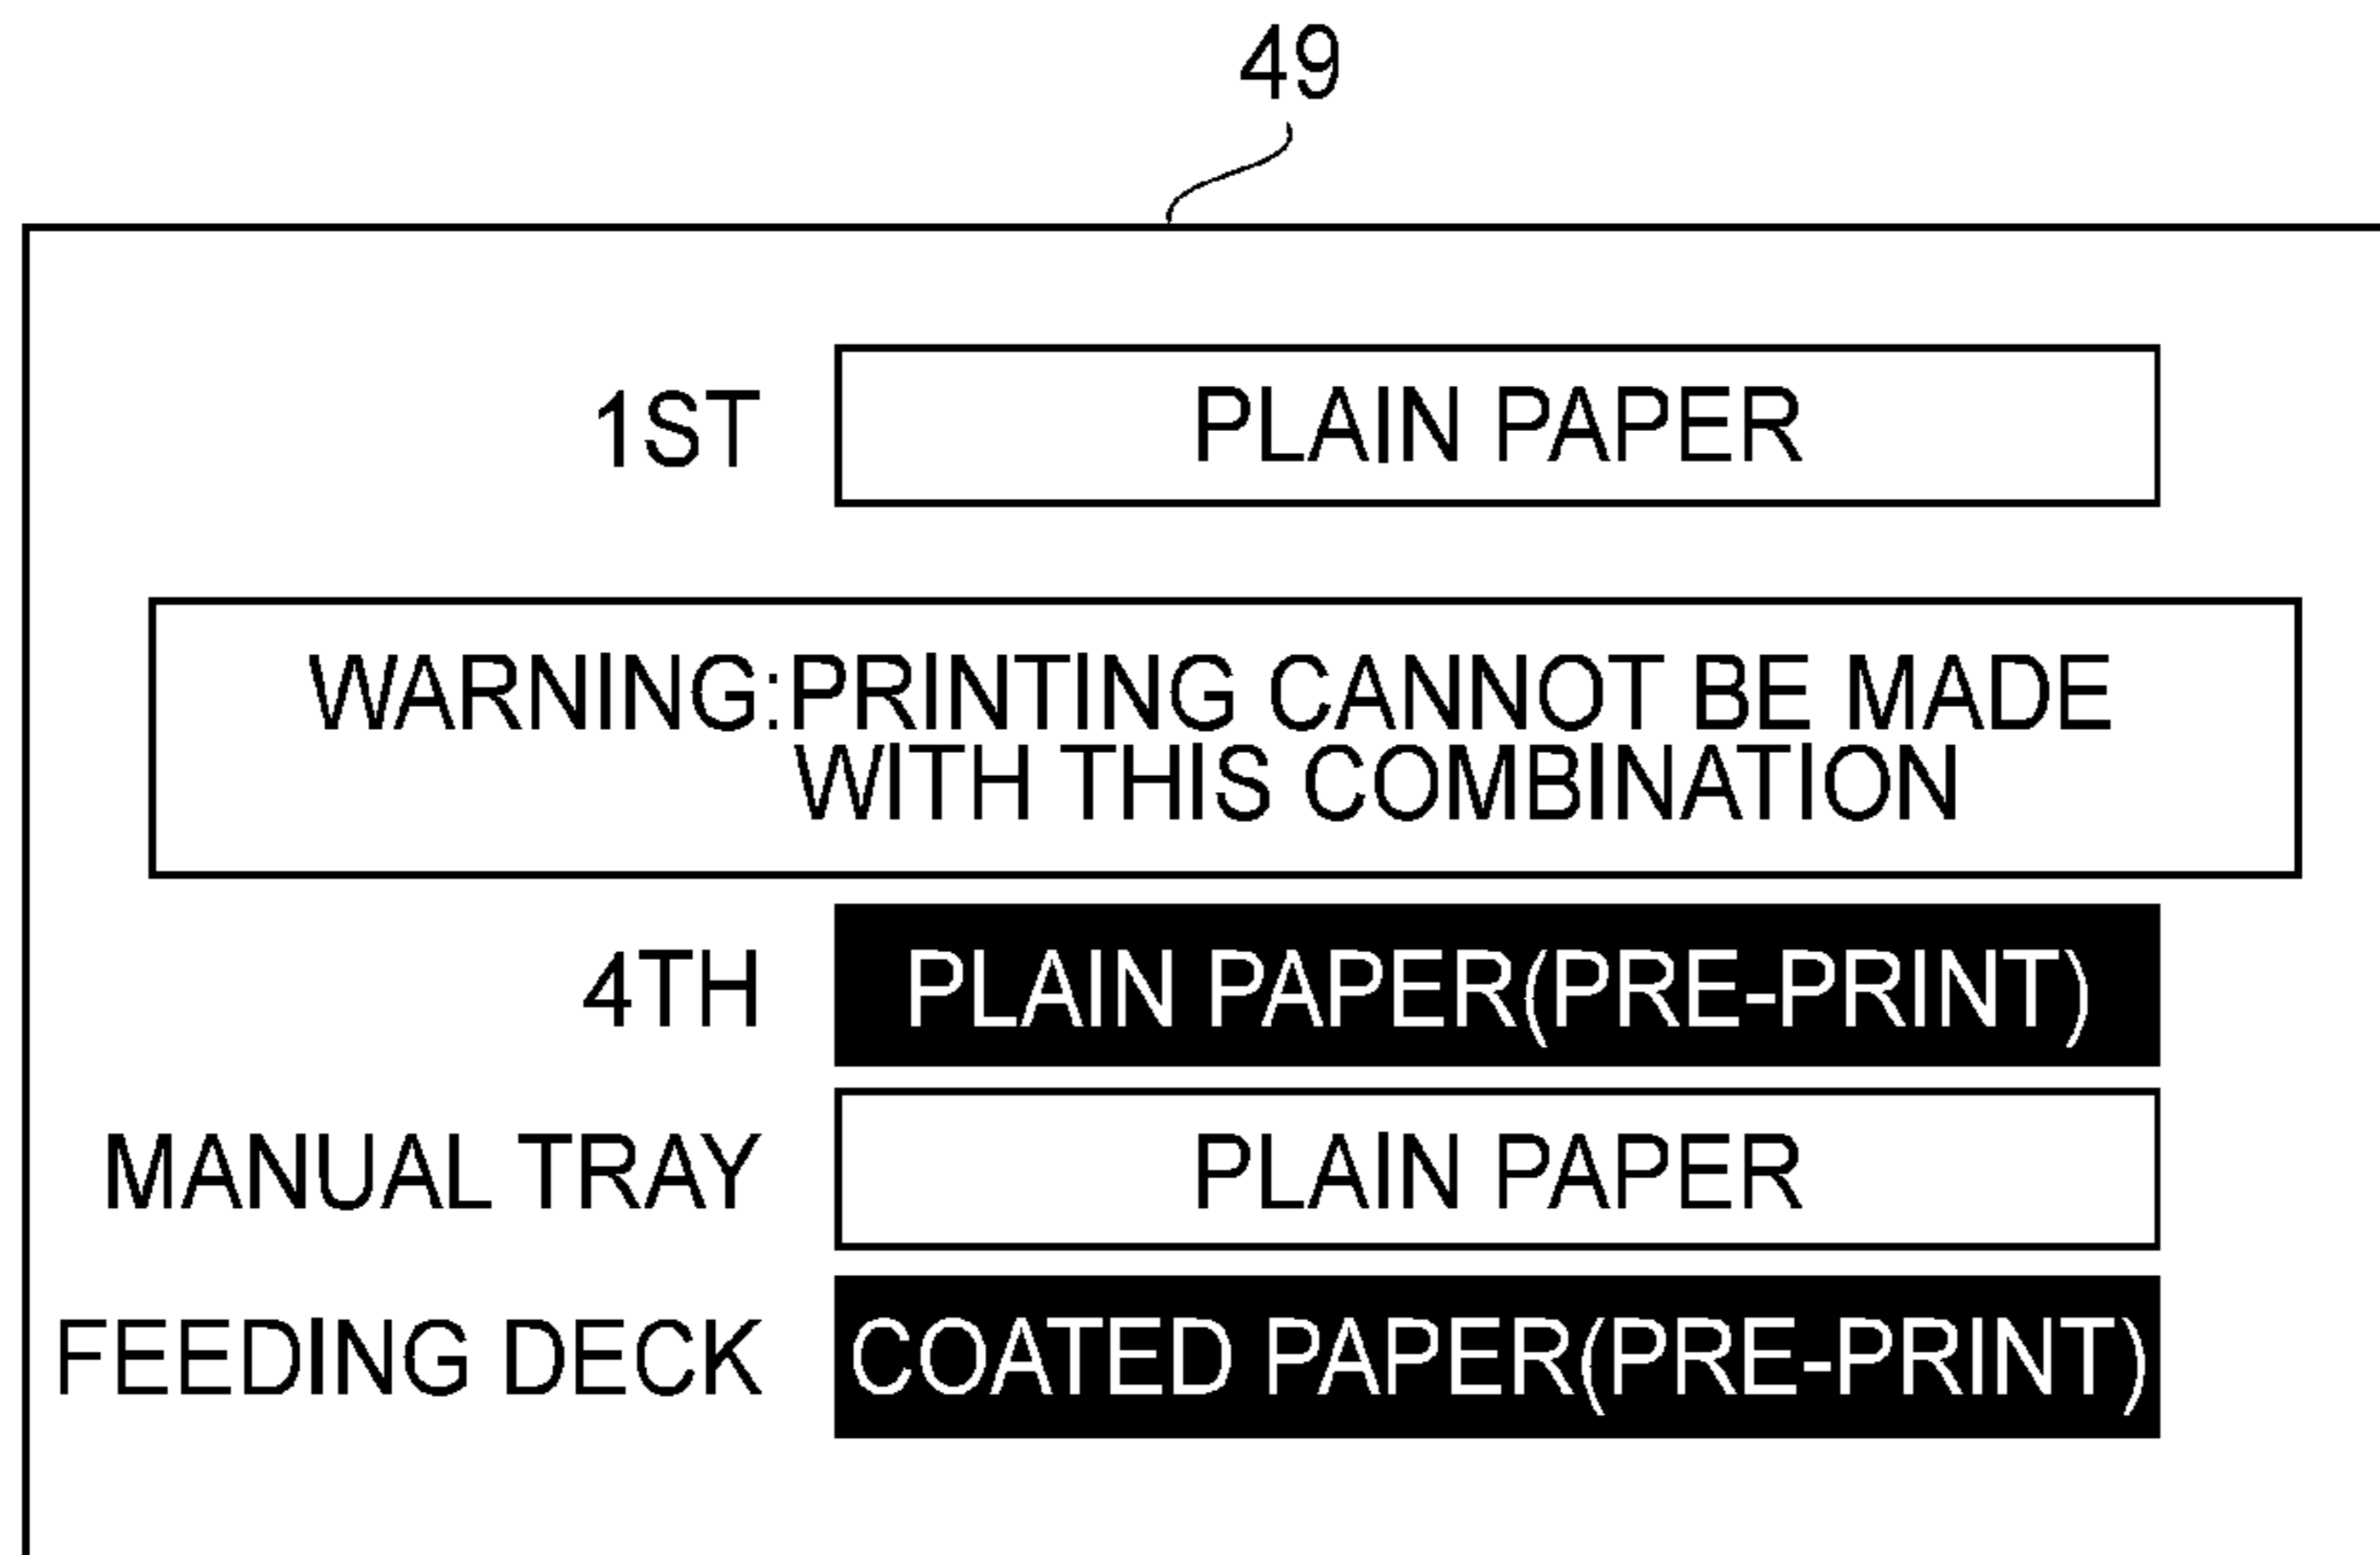 49
1ST PLAIN PAPER
WARNING:PRINTING CANNOT BE MADE
WITH THIS COMBINATION
4TH PLAIN PAPER(PRE-PRINT)
MANUAL TRAY PLAIN PAPER
FEEDING DECK COATED PAPER(PRE-PRINT)